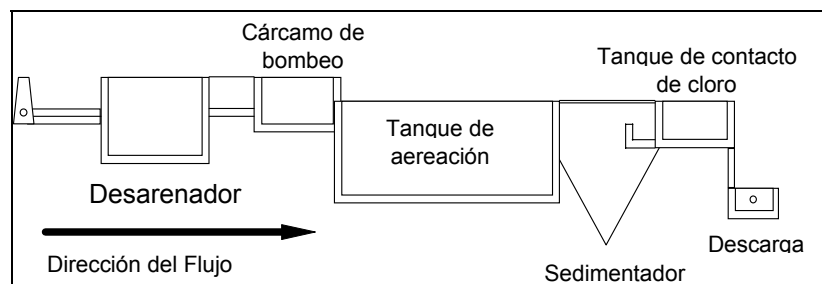 Cárcamo de
bombeo
Tanque de contacto
de cloro
Tanque de
aereación
Desarenador
Descarga
Dirección del Flujo
Sedimentador